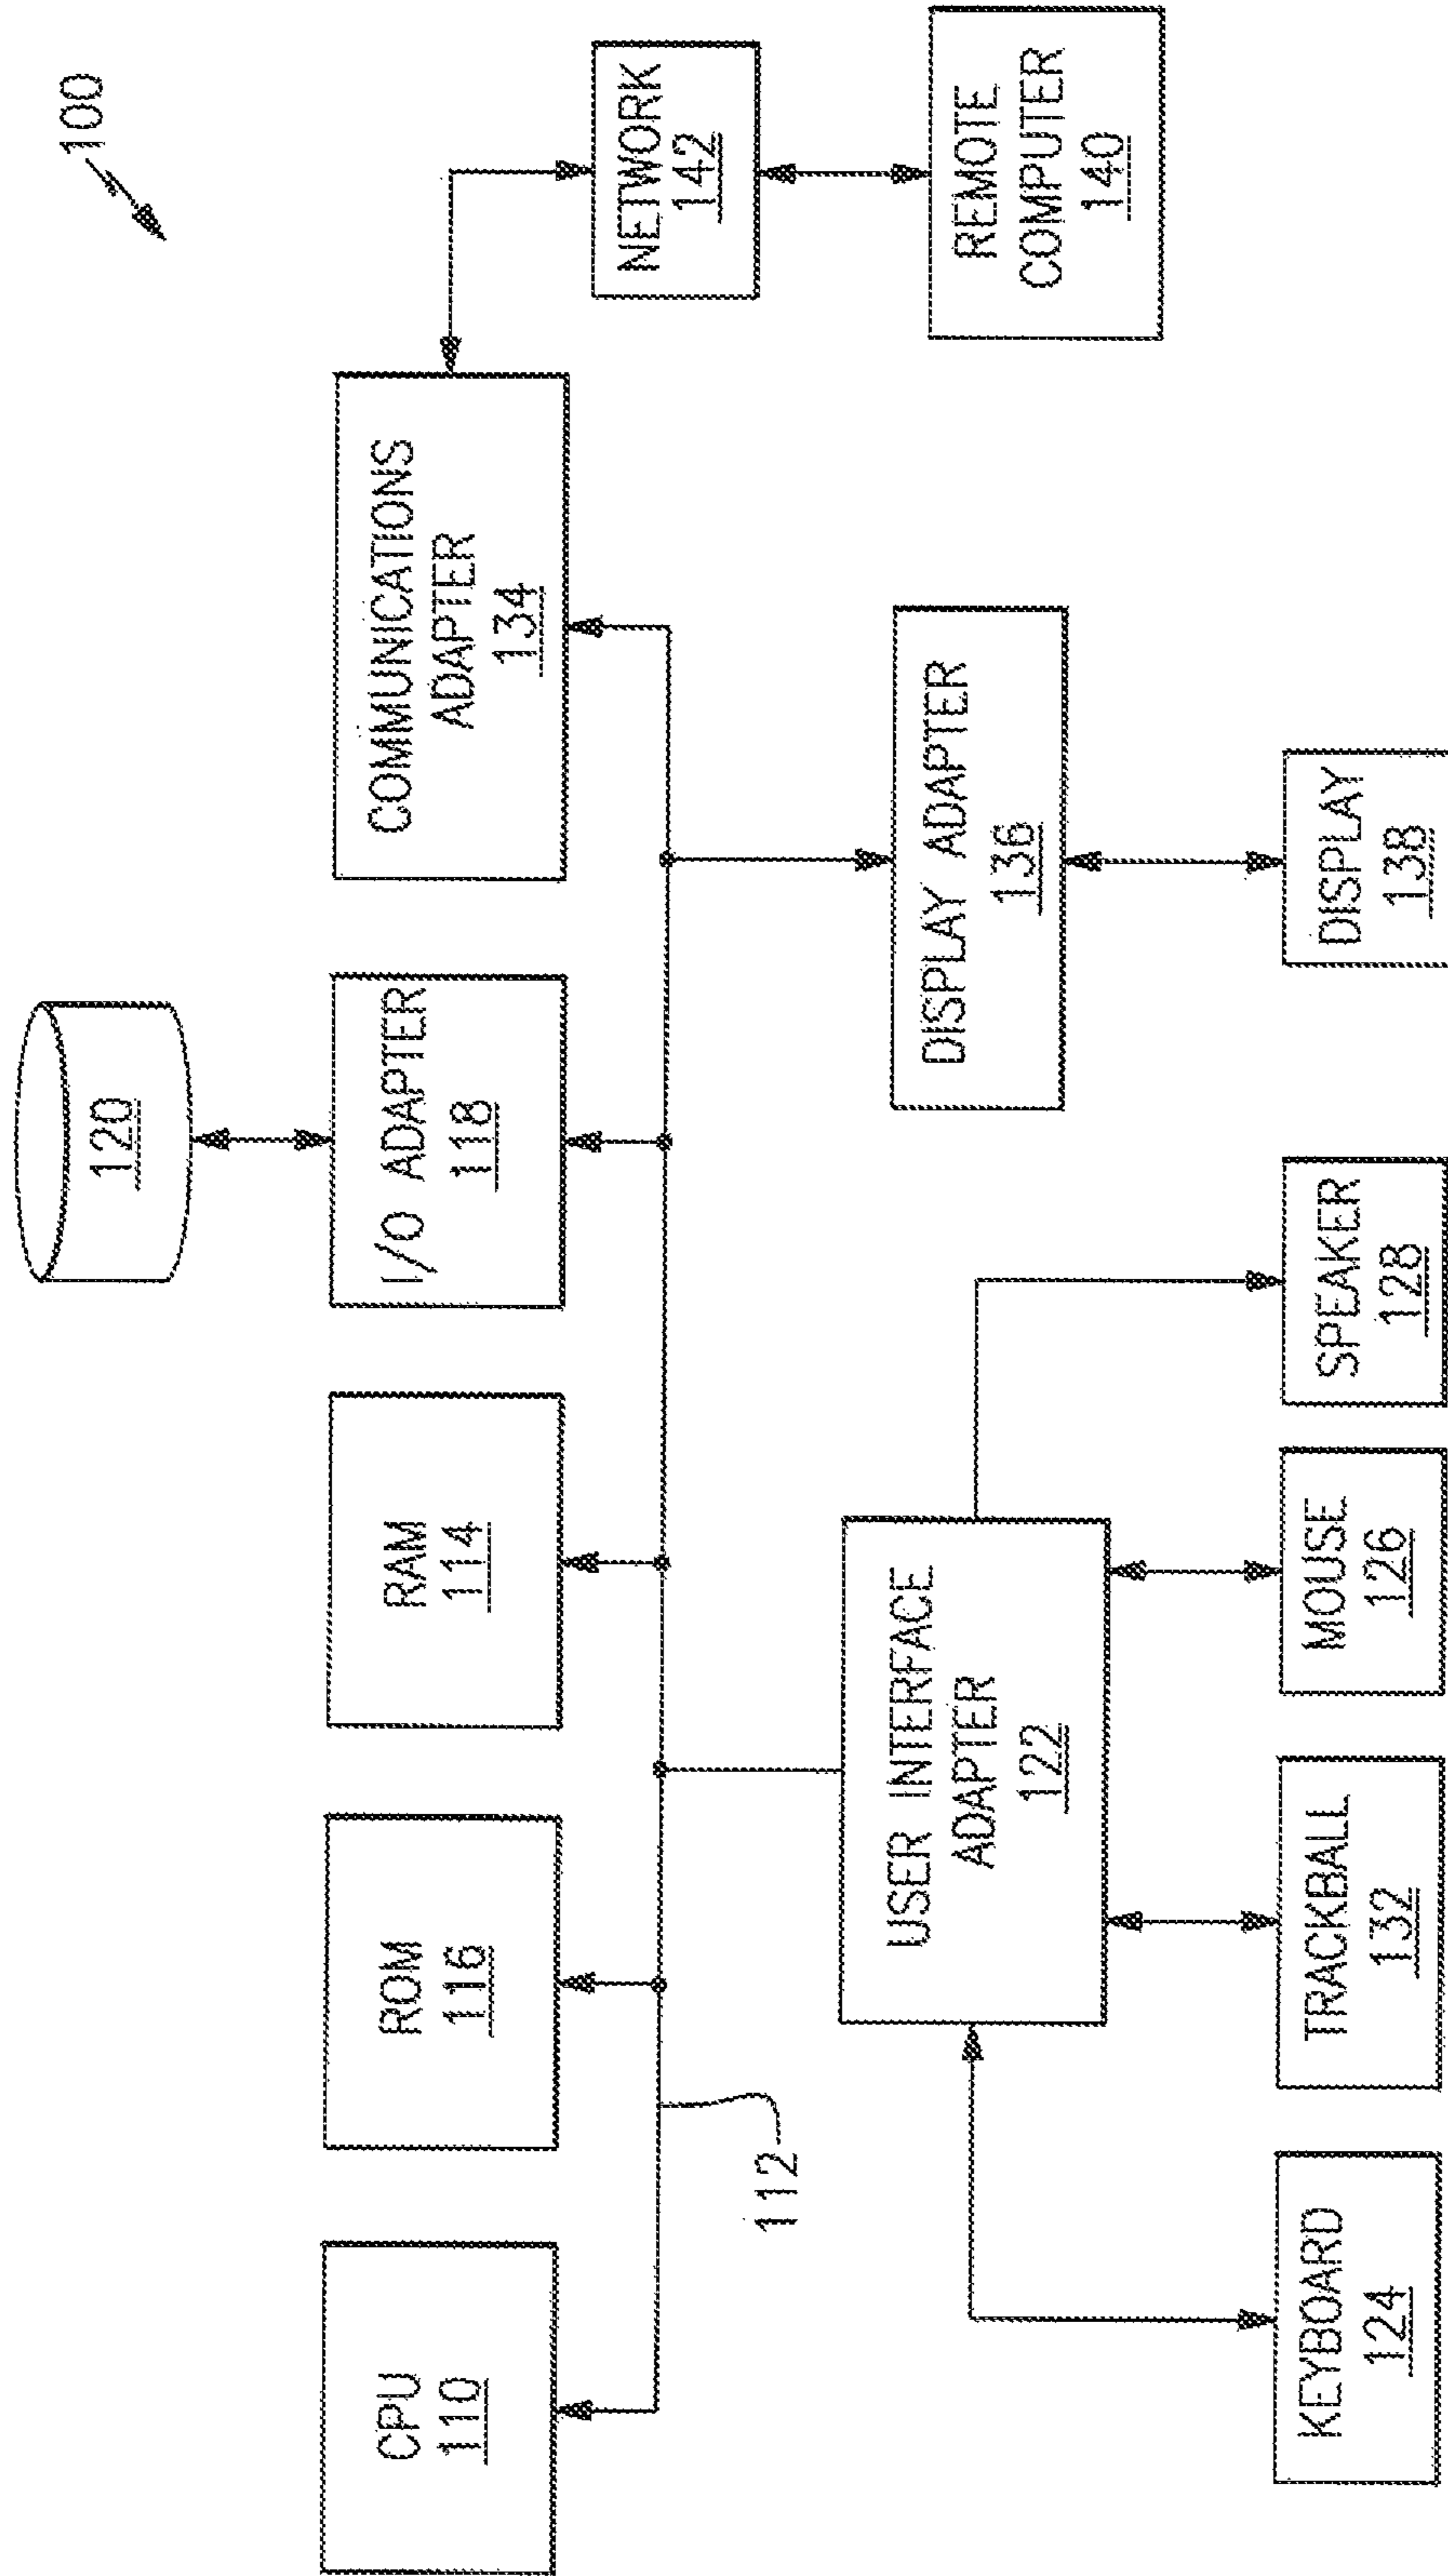 100
120
CPU
110
ROM
116
RAM
114
I/O ADAPTER
118
COMMUNICATIONS
ADAPTER
134
NETWORK
142
REMOTE
COMPUTER
140
112
USER INTERFACE
ADAPTER
122
DISPLAY ADAPTER
136
KEYBOARD
124
TRACKBALL
132
MOUSE
126
SPEAKER
128
DISPLAY
138